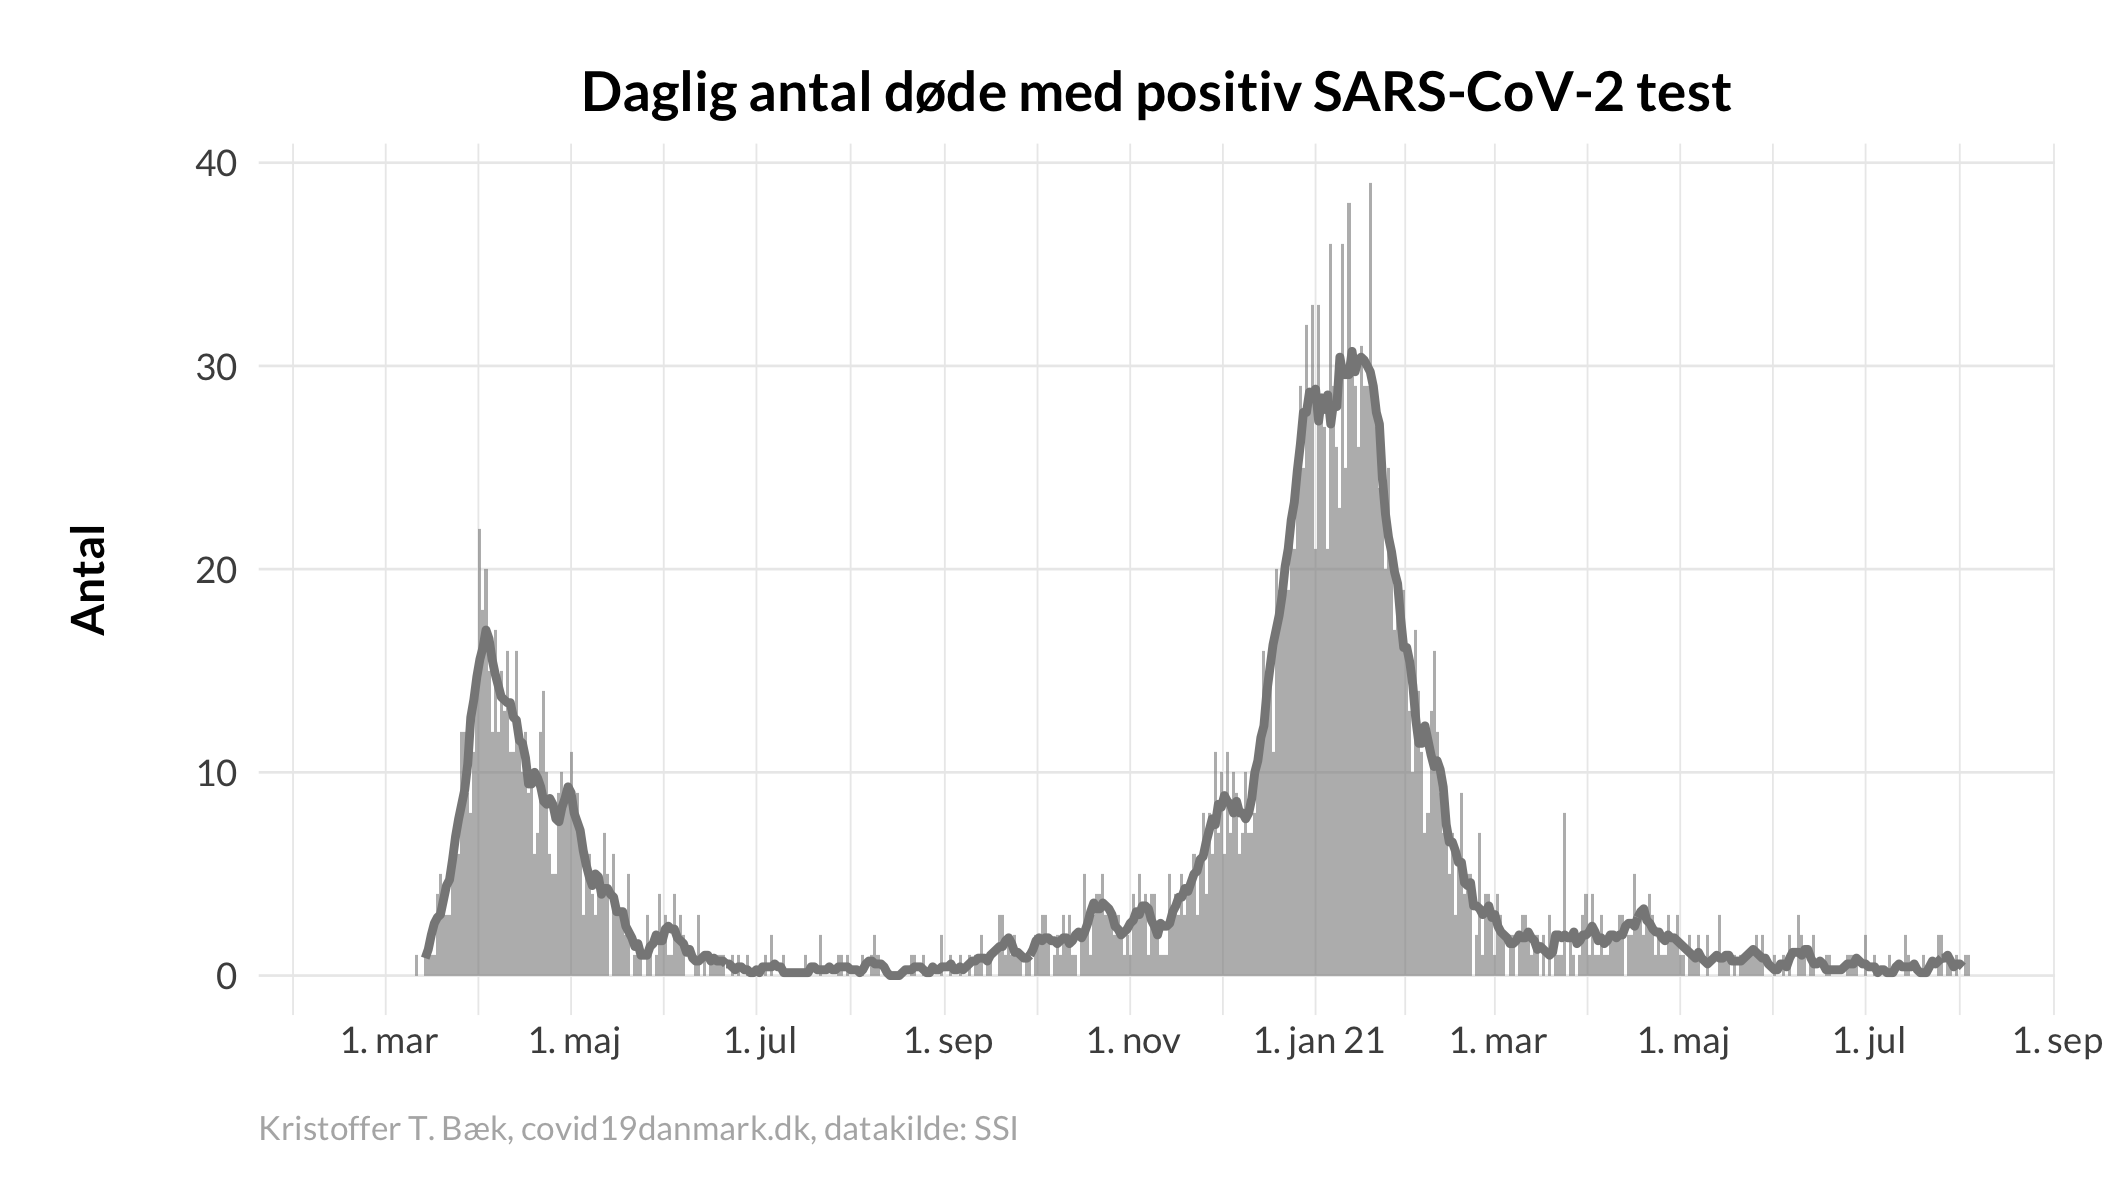 Daglig antal døde med positiv SARS-CoV-2 test
Antal
40
30
20
10
0
1. mar
1. maj
1. jul
1. sep
1. nov
1. jan 21
1. mar
1. maj
1. jul
1. sep
Kristoffer T. Bæk, covid19danmark.dk, datakilde: SSI